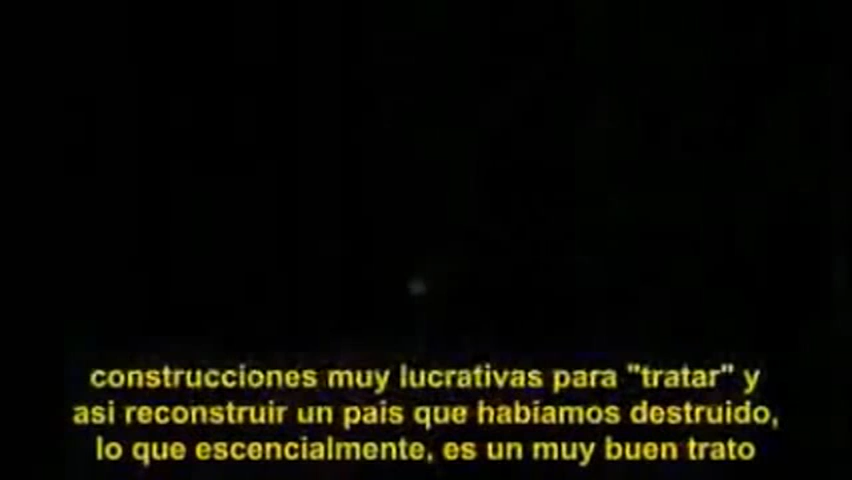 construcciones muy lucrativas para "tratar" y
asi reconstruir un pais que habíamos destruido,
lo que escencialmente, es un muy buen trato